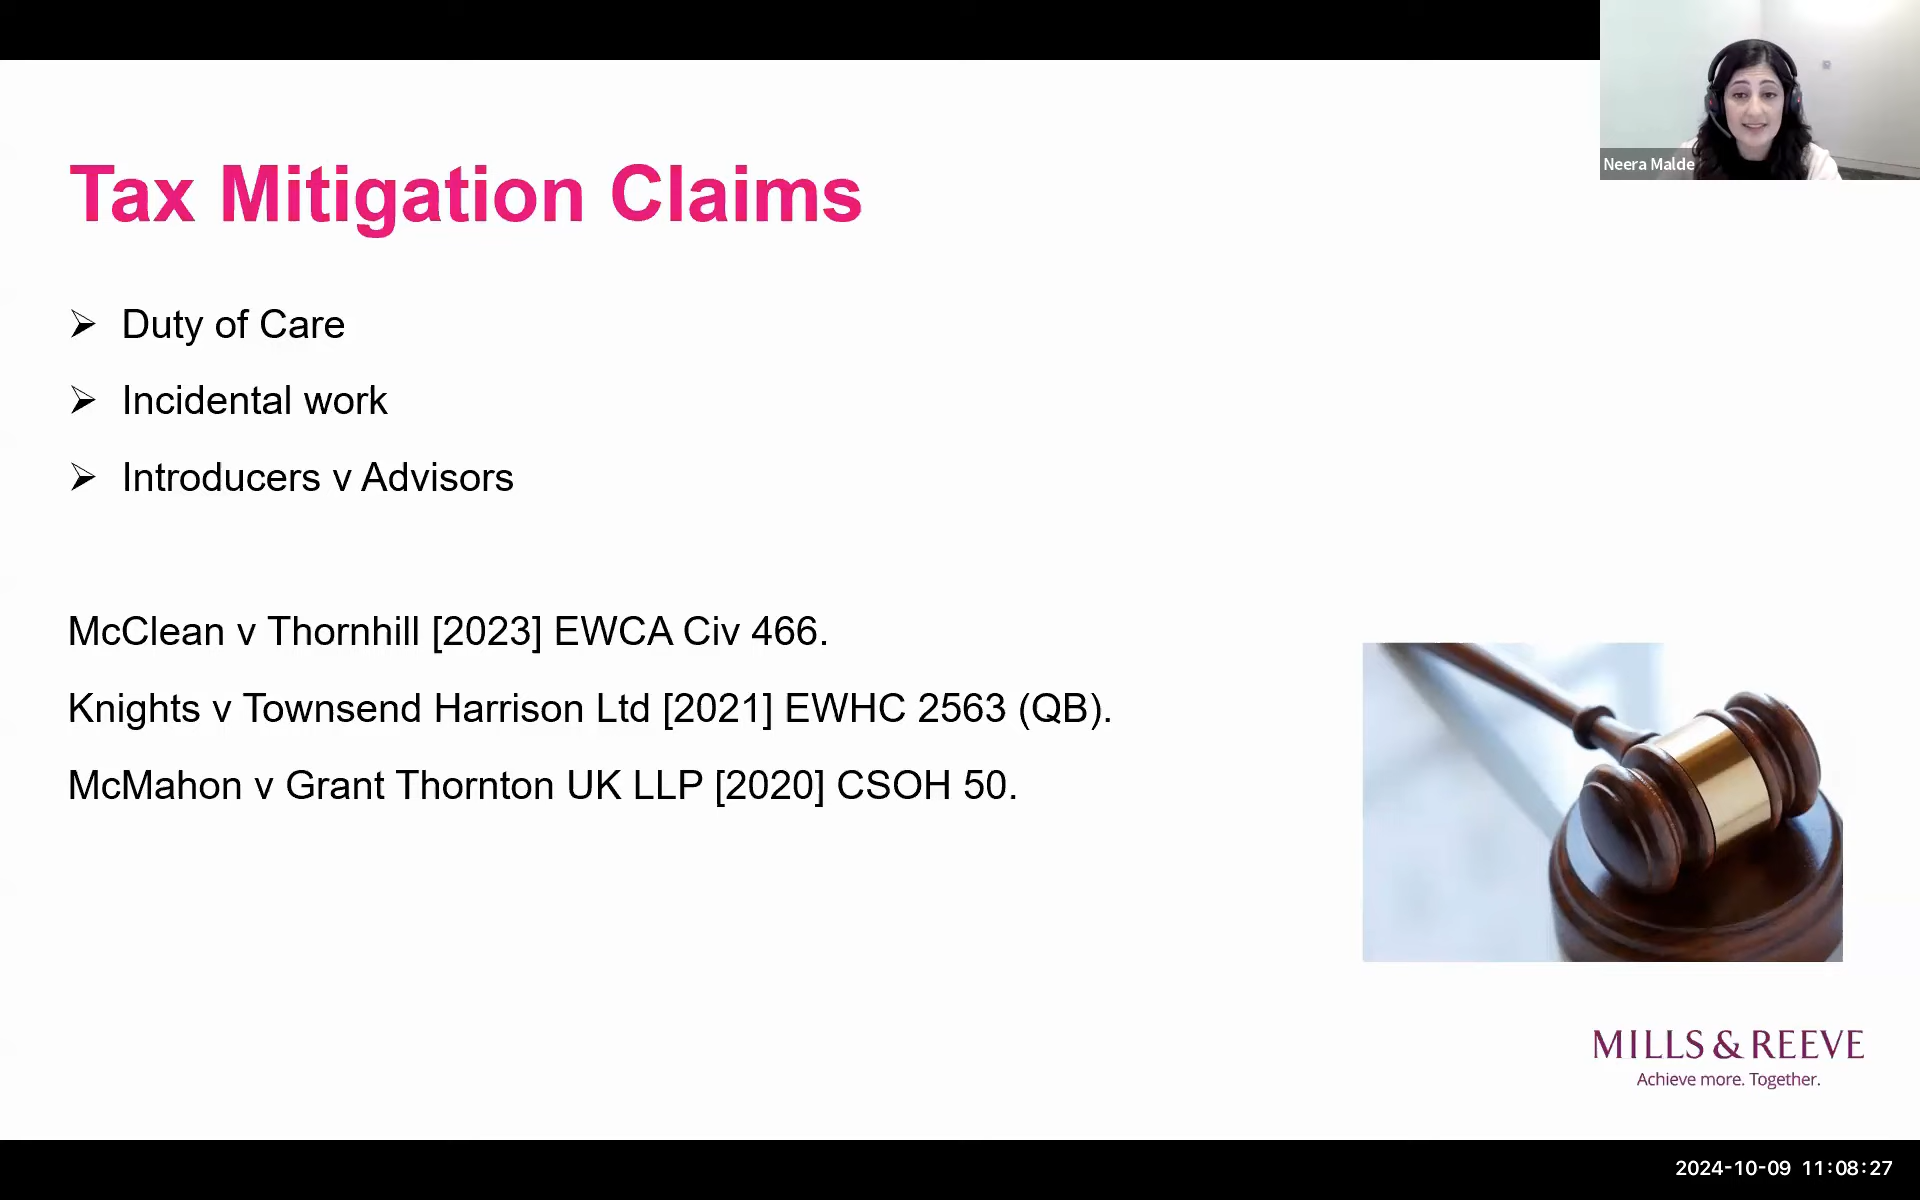 Neera Malde
Tax Mitigation Claims
Duty of Care
Incidental work
Introducers v Advisors
McClean v Thornhill [2023] EWCA Civ 466.
Knights v Townsend Harrison Ltd [2021] EWHC 2563 (QB).
McMahon v Grant Thornton UK LLP [2020] CSOH 50.
MILLS & REEVE
Achieve more. Together.
2024-10-09 11:08:27